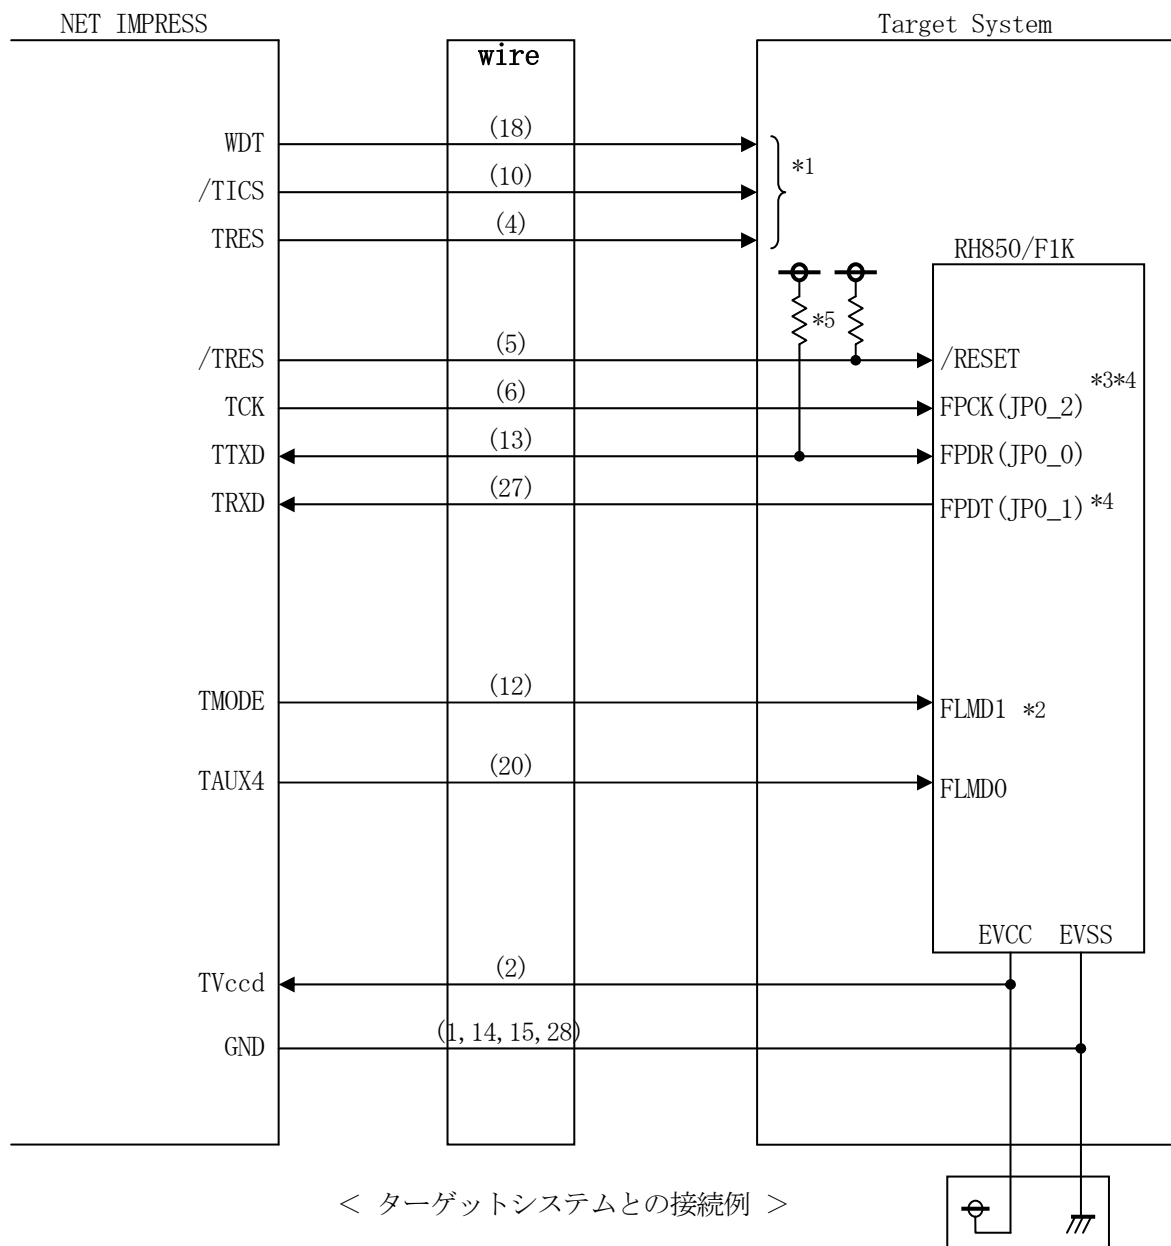 NET IMPRESS
wire
Target System
WDT (18)
/TICS (10) *1
TRES (4)
RH850/F1K
*5
/TRES (5) /RESET
*3*4
TCK (6) FPCK(JP0_2)
TTXD (13) FPDR(JP0_0)
TRXD (27) FPDT(JP0_1) *4
TMODE (12) FLMD1 *2
TAUX4 (20) FLMD0
EVCC EVSS
TVccd (2)
GND (1,14,15,28)
< ターゲットシステムとの接続例 >